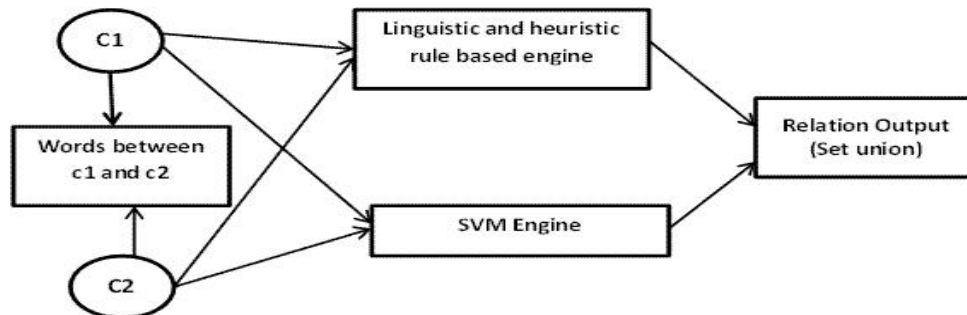 C1
Linguistic and heuristic
rule based engine
Words between
c1 and c2
Relation Output
(Set union)
SVM Engine
C2